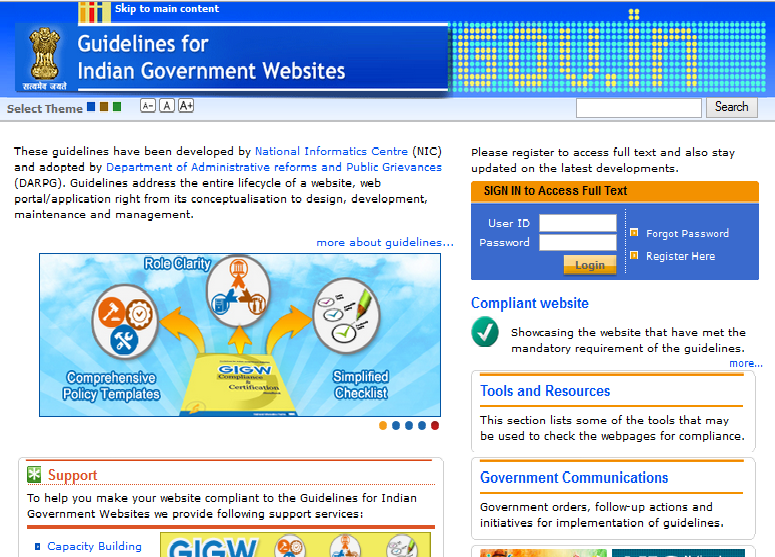 Skip to main content
Guidelines for
Indian Government Websites
GOV.in
सत्यमेव जयते
Select Theme
A- A A+
Search
These guidelines have been developed by National Informatics Centre (NIC)
and adopted by Department of Administrative reforms and Public Grievances
(DARPG). Guidelines address the entire lifecycle of a website, web
portal/application right from its conceptualisation to design, development,
maintenance and management.
more about guidelines...
Role Clarity
Comprehensive
Policy Templates
GIGW
Compliance
&
Certification
Simplified
Checklist
Support
To help you make your website compliant to the Guidelines for Indian
Government Websites we provide following support services:
Capacity Building
GIGW
Please register to access full text and also stay
updated on the latest developments.
SIGN IN to Access Full Text
User ID
Password
Login
Forgot Password
Register Here
Compliant website
Showcasing the website that have met the
mandatory requirement of the guidelines.
more...
Tools and Resources
This section lists some of the tools that may
be used to check the webpages for compliance.
Government Communications
Government orders, follow-up actions and
initiatives for implementation of guidelines.